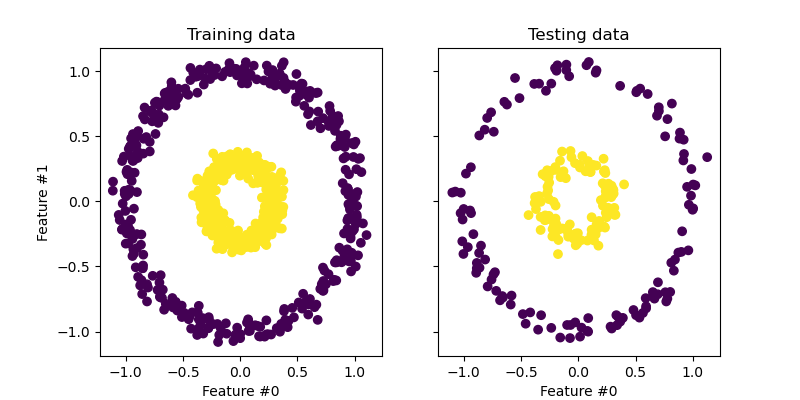 Training data
Testing data
1.0
0.5
0.0
−0.5
−1.0
Feature #1
−1.0 −0.5 0.0 0.5 1.0
−1.0 −0.5 0.0 0.5 1.0
Feature #0
Feature #0